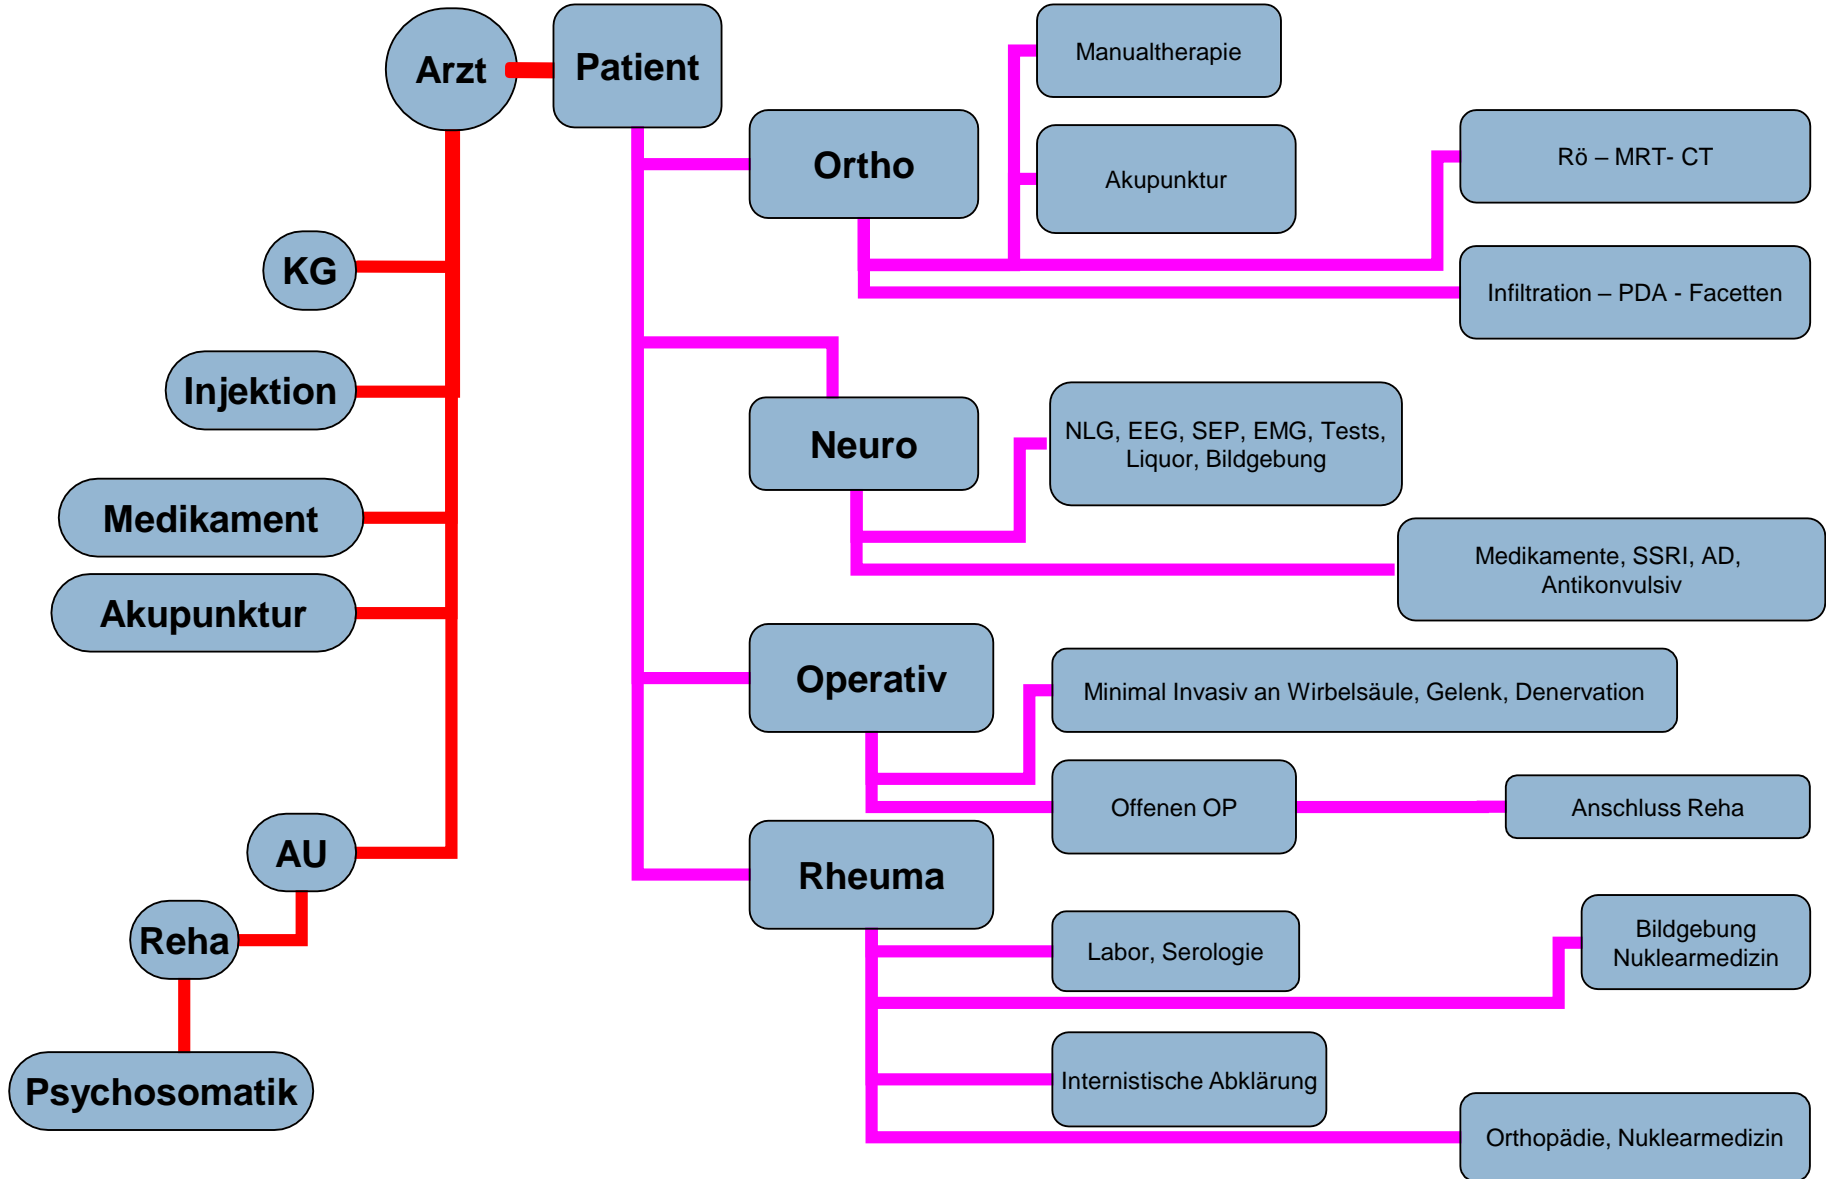 Arzt
Patient
Manualtherapie
Ortho
Akupunktur
Rö – MRT- CT
KG
Infiltration – PDA - Facetten
Injektion
Neuro
NLG, EEG, SEP, EMG, Tests,
Liquor, Bildgebung
Medikament
Medikamente, SSRI, AD,
Antikonvulsiv
Akupunktur
Operativ
Minimal Invasiv an Wirbelsäule, Gelenk, Denervation
Offenen OP
Anschluss Reha
AU
Rheuma
Reha
Labor, Serologie
Bildgebung
Nuklearmedizin
Psychosomatik
Internistische Abklärung
Orthopädie, Nuklearmedizin